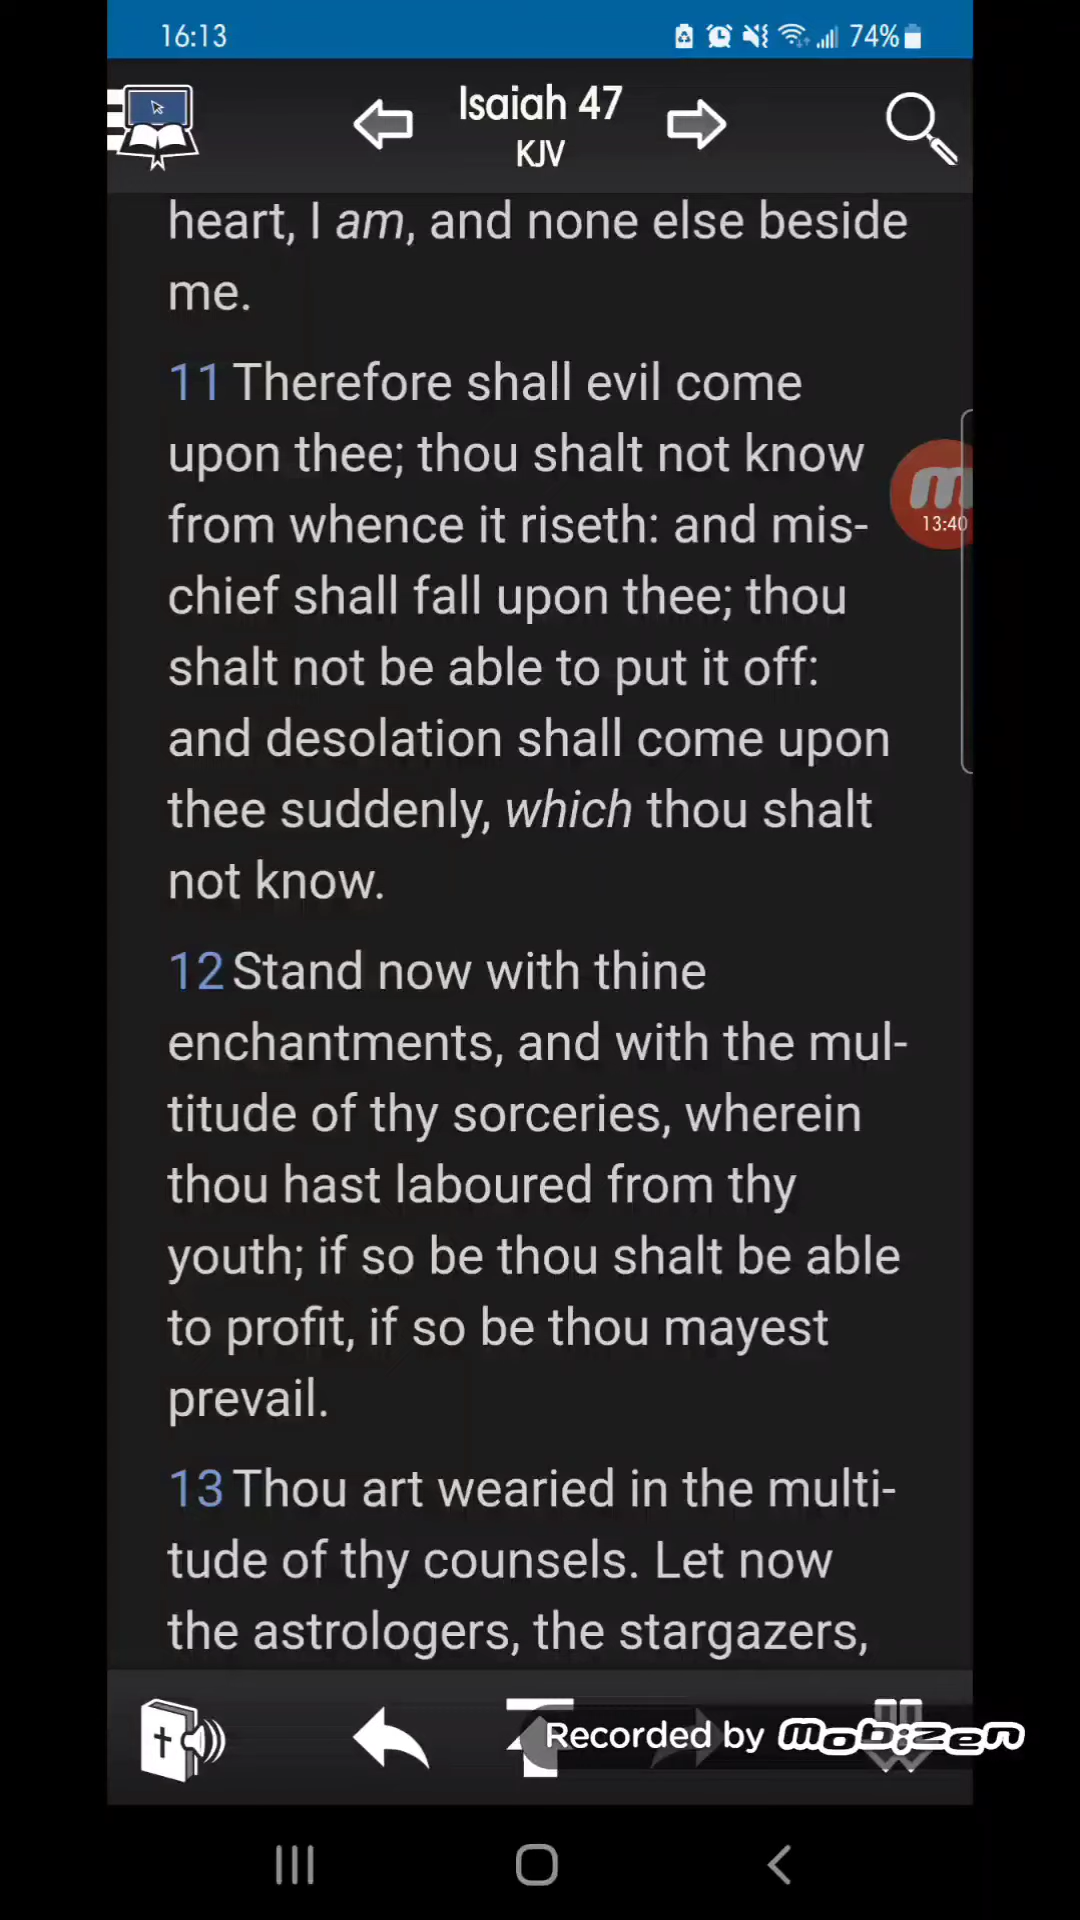 16:13
74%
Isaiah 47
KJV
heart, I am, and none else beside
me.
11 Therefore shall evil come
upon thee; thou shalt not know
from whence it riseth: and mis-
chief shall fall upon thee; thou
shalt not be able to put it off:
and desolation shall come upon
thee suddenly, which thou shalt
not know.
12 Stand now with thine
enchantments, and with the mul-
titude of thy sorceries, wherein
thou hast laboured from thy
youth; if so be thou shalt be able
to profit, if so be thou mayest
prevail.
13 Thou art wearied in the multi-
tude of thy counsels. Let now
the astrologers, the stargazers,
m
13:40
Recorded by Mobizen